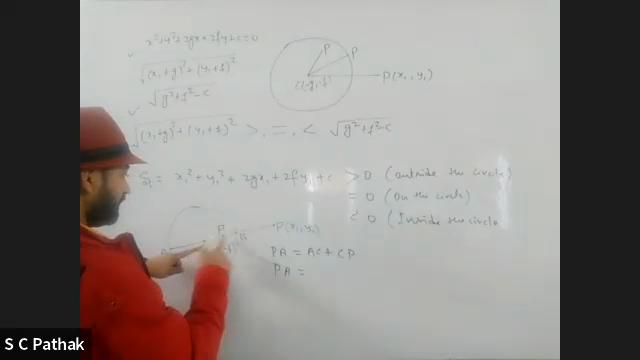 x²+y²+2gx+2fy+c=0
√(x₁+g)²+(y₁+f)²
√g²+f²-c
P
P
C(-g,-f)
P(x₁,y₁)
√(x₁+g)²+(y₁+f)² >, =, < √g²+f²-c
S₁ = x₁²+y₁²+2gx₁+2fy₁+c > 0 (outside the circle)
= 0 (On the circle)
< 0 (Inside the circle
P
P(x₁,y₁)
PA = AC + CP
PA =
S C Pathak